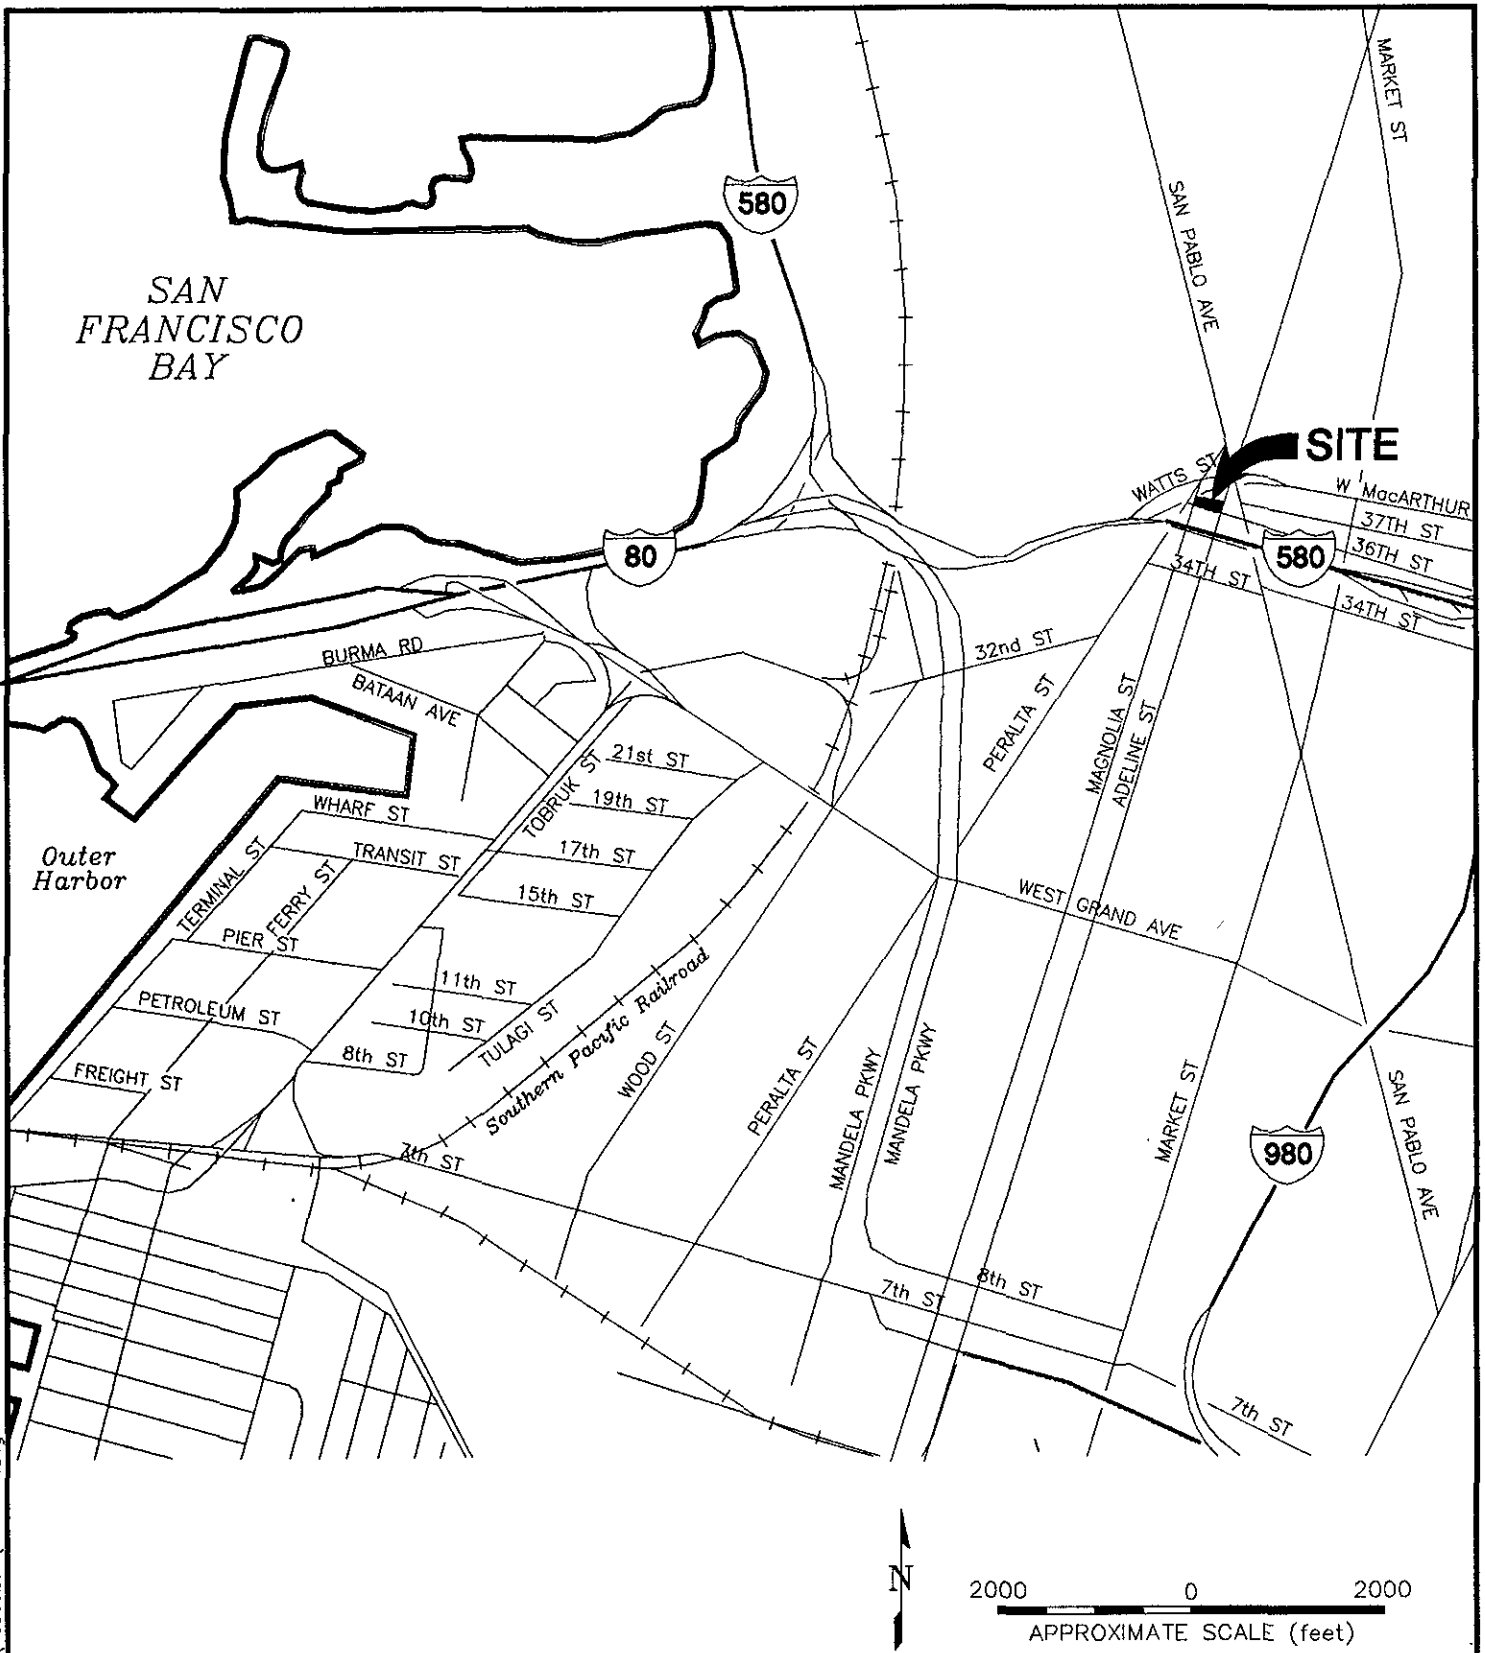 MARKET ST
580
SAN PABLO AVE
SAN
FRANCISCO
BAY
SITE
WATTS ST
W MacARTHUR
37TH ST
36TH ST
580
80
34TH ST
34TH ST
32nd ST
BURMA RD
BATAAN AVE
PERALTA ST
MAGNOLIA ST
ADELINE ST
21st ST
TOBRUK ST
19th ST
WHARF ST
17th ST
TRANSIT ST
Outer
Harbor
TERMINAL ST
FERRY ST
15th ST
WEST GRAND AVE
PIER ST
11th ST
PETROLEUM ST
10th ST
TULAGI ST
Southern Pacific Railroad
8th ST
FREIGHT ST
WOOD ST
PERALTA ST
MANDELA PKWY
MANDELA PKWY
MARKET ST
SAN PABLO AVE
980
7th ST
8th ST
7th ST
7th ST
N
2000 0 2000
APPROXIMATE SCALE (feet)